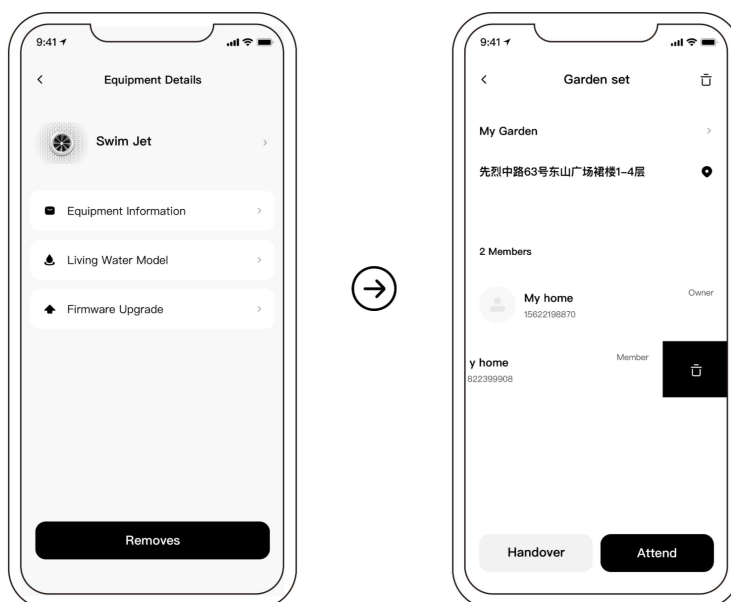 9:41
Equipment Details
Swim Jet
Equipment Information
Living Water Model
Firmware Upgrade
Removes
9:41
Garden set
My Garden
先烈中路63号东山广场裙楼1-4层
2 Members
My home
Owner
15622198870
y home
Member
822399908
Handover
Attend